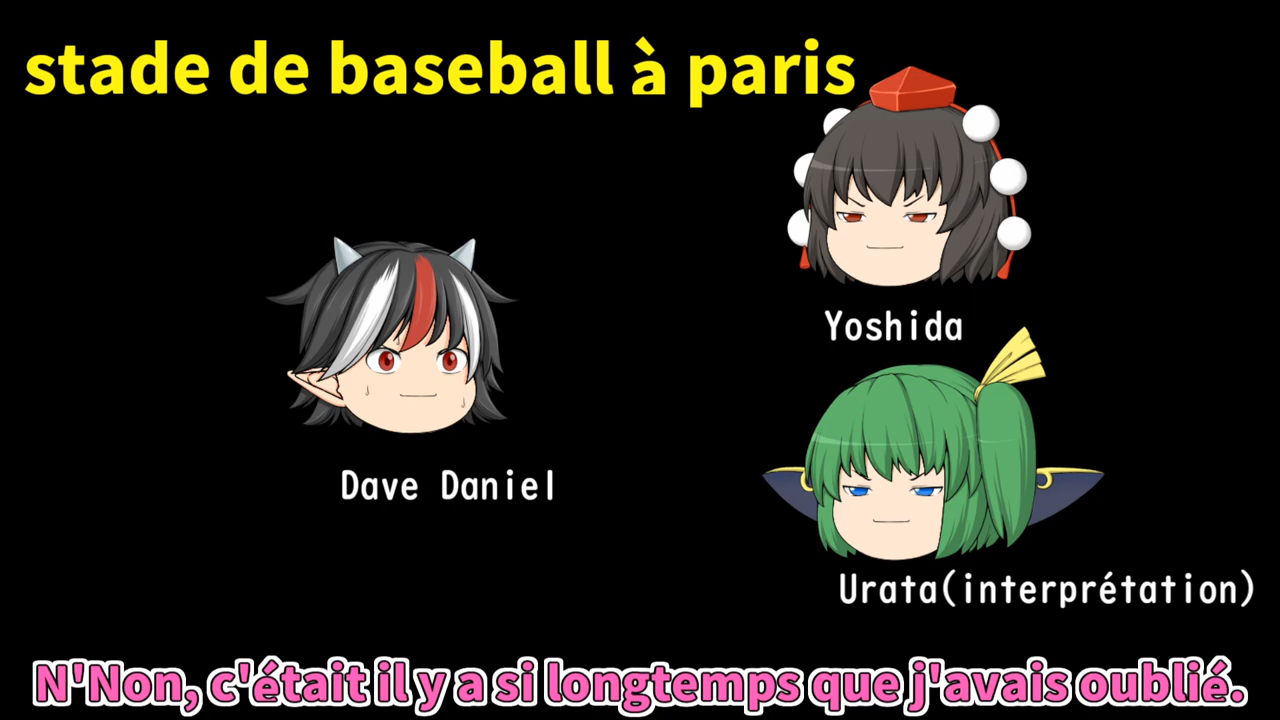 stade de baseball à paris
Yoshida
Dave Daniel
Urata(interprétation)
N'Non, c'était il y a si longtemps que j'avais oublié.